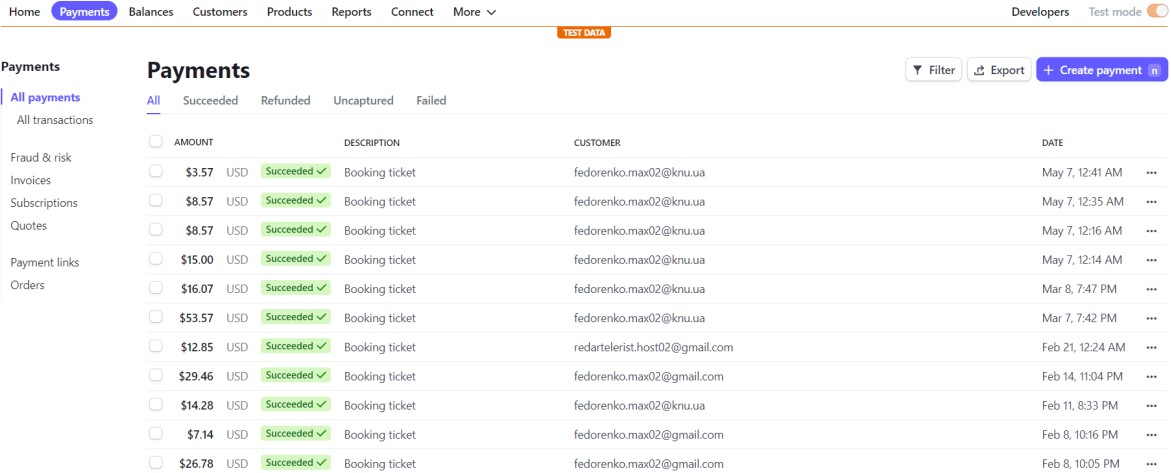 Home Payments Balances Customers Products Reports Connect More Developers Test mode
TEST DATA
Payments
All payments
All transactions
Fraud & risk
Invoices
Subscriptions
Quotes
Payment links
Orders
Payments
Filter Export + Create payment n
All Succeeded Refunded Uncaptured Failed
AMOUNT DESCRIPTION CUSTOMER DATE
$3.57 USD Succeeded ✓ Booking ticket fedorenko.max02@knu.ua May 7, 12:41 AM •••
$8.57 USD Succeeded ✓ Booking ticket fedorenko.max02@knu.ua May 7, 12:35 AM •••
$8.57 USD Succeeded ✓ Booking ticket fedorenko.max02@knu.ua May 7, 12:16 AM •••
$15.00 USD Succeeded ✓ Booking ticket fedorenko.max02@knu.ua May 7, 12:14 AM •••
$16.07 USD Succeeded ✓ Booking ticket fedorenko.max02@knu.ua Mar 8, 7:47 PM •••
$53.57 USD Succeeded ✓ Booking ticket fedorenko.max02@knu.ua Mar 7, 7:42 PM •••
$12.85 USD Succeeded ✓ Booking ticket redartelerist.host02@gmail.com Feb 21, 12:24 AM •••
$29.46 USD Succeeded ✓ Booking ticket fedorenko.max02@gmail.com Feb 14, 11:04 PM •••
$14.28 USD Succeeded ✓ Booking ticket fedorenko.max02@knu.ua Feb 11, 8:33 PM •••
$7.14 USD Succeeded ✓ Booking ticket fedorenko.max02@gmail.com Feb 8, 10:16 PM •••
$26.78 USD Succeeded ✓ Booking ticket fedorenko.max02@gmail.com Feb 8, 10:05 PM •••